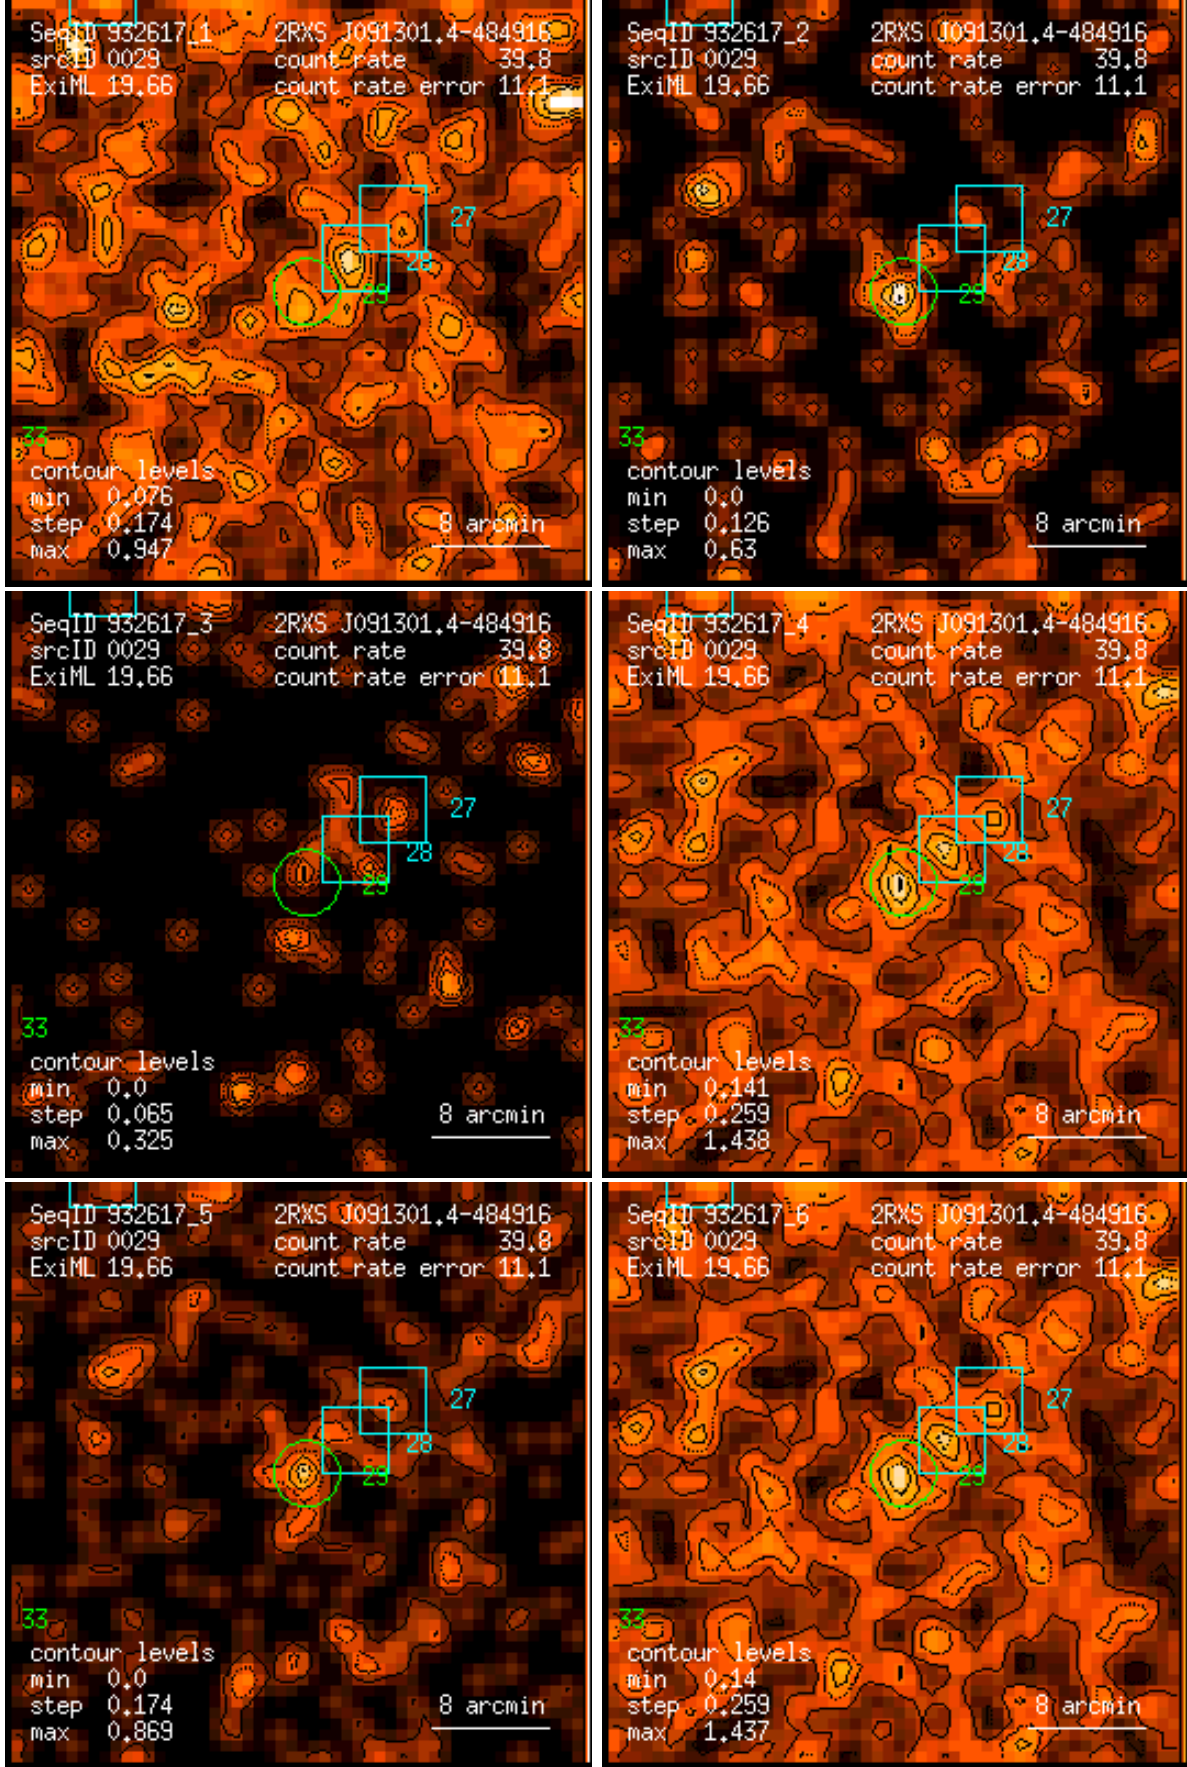 SeqID 932617_1 2RXS J091301.4-484916
srcID 0029 count rate 39.8
ExiML 19.66 count rate error 11.1
27
28
29
33
contour levels
min 0.076
step 0.174
max 0.947
8 arcmin
SeqID 932617_2 2RXS J091301.4-484916
srcID 0029 count rate 39.8
ExiML 19.66 count rate error 11.1
27
28
29
33
contour levels
min 0.0
step 0.126
max 0.63
8 arcmin
SeqID 932617_3 2RXS J091301.4-484916
srcID 0029 count rate 39.8
ExiML 19.66 count rate error 11.1
27
28
29
33
contour levels
min 0.0
step 0.065
max 0.325
8 arcmin
SeqID 932617_4 2RXS J091301.4-484916
srcID 0029 count rate 39.8
ExiML 19.66 count rate error 11.1
27
28
29
33
contour levels
min 0.141
step 0.259
max 1.438
8 arcmin
SeqID 932617_5 2RXS J091301.4-484916
srcID 0029 count rate 39.8
ExiML 19.66 count rate error 11.1
27
28
29
33
contour levels
min 0.0
step 0.174
max 0.869
8 arcmin
SeqID 932617_6 2RXS J091301.4-484916
srcID 0029 count rate 39.8
ExiML 19.66 count rate error 11.1
27
28
29
33
contour levels
min 0.14
step 0.259
max 1.437
8 arcmin